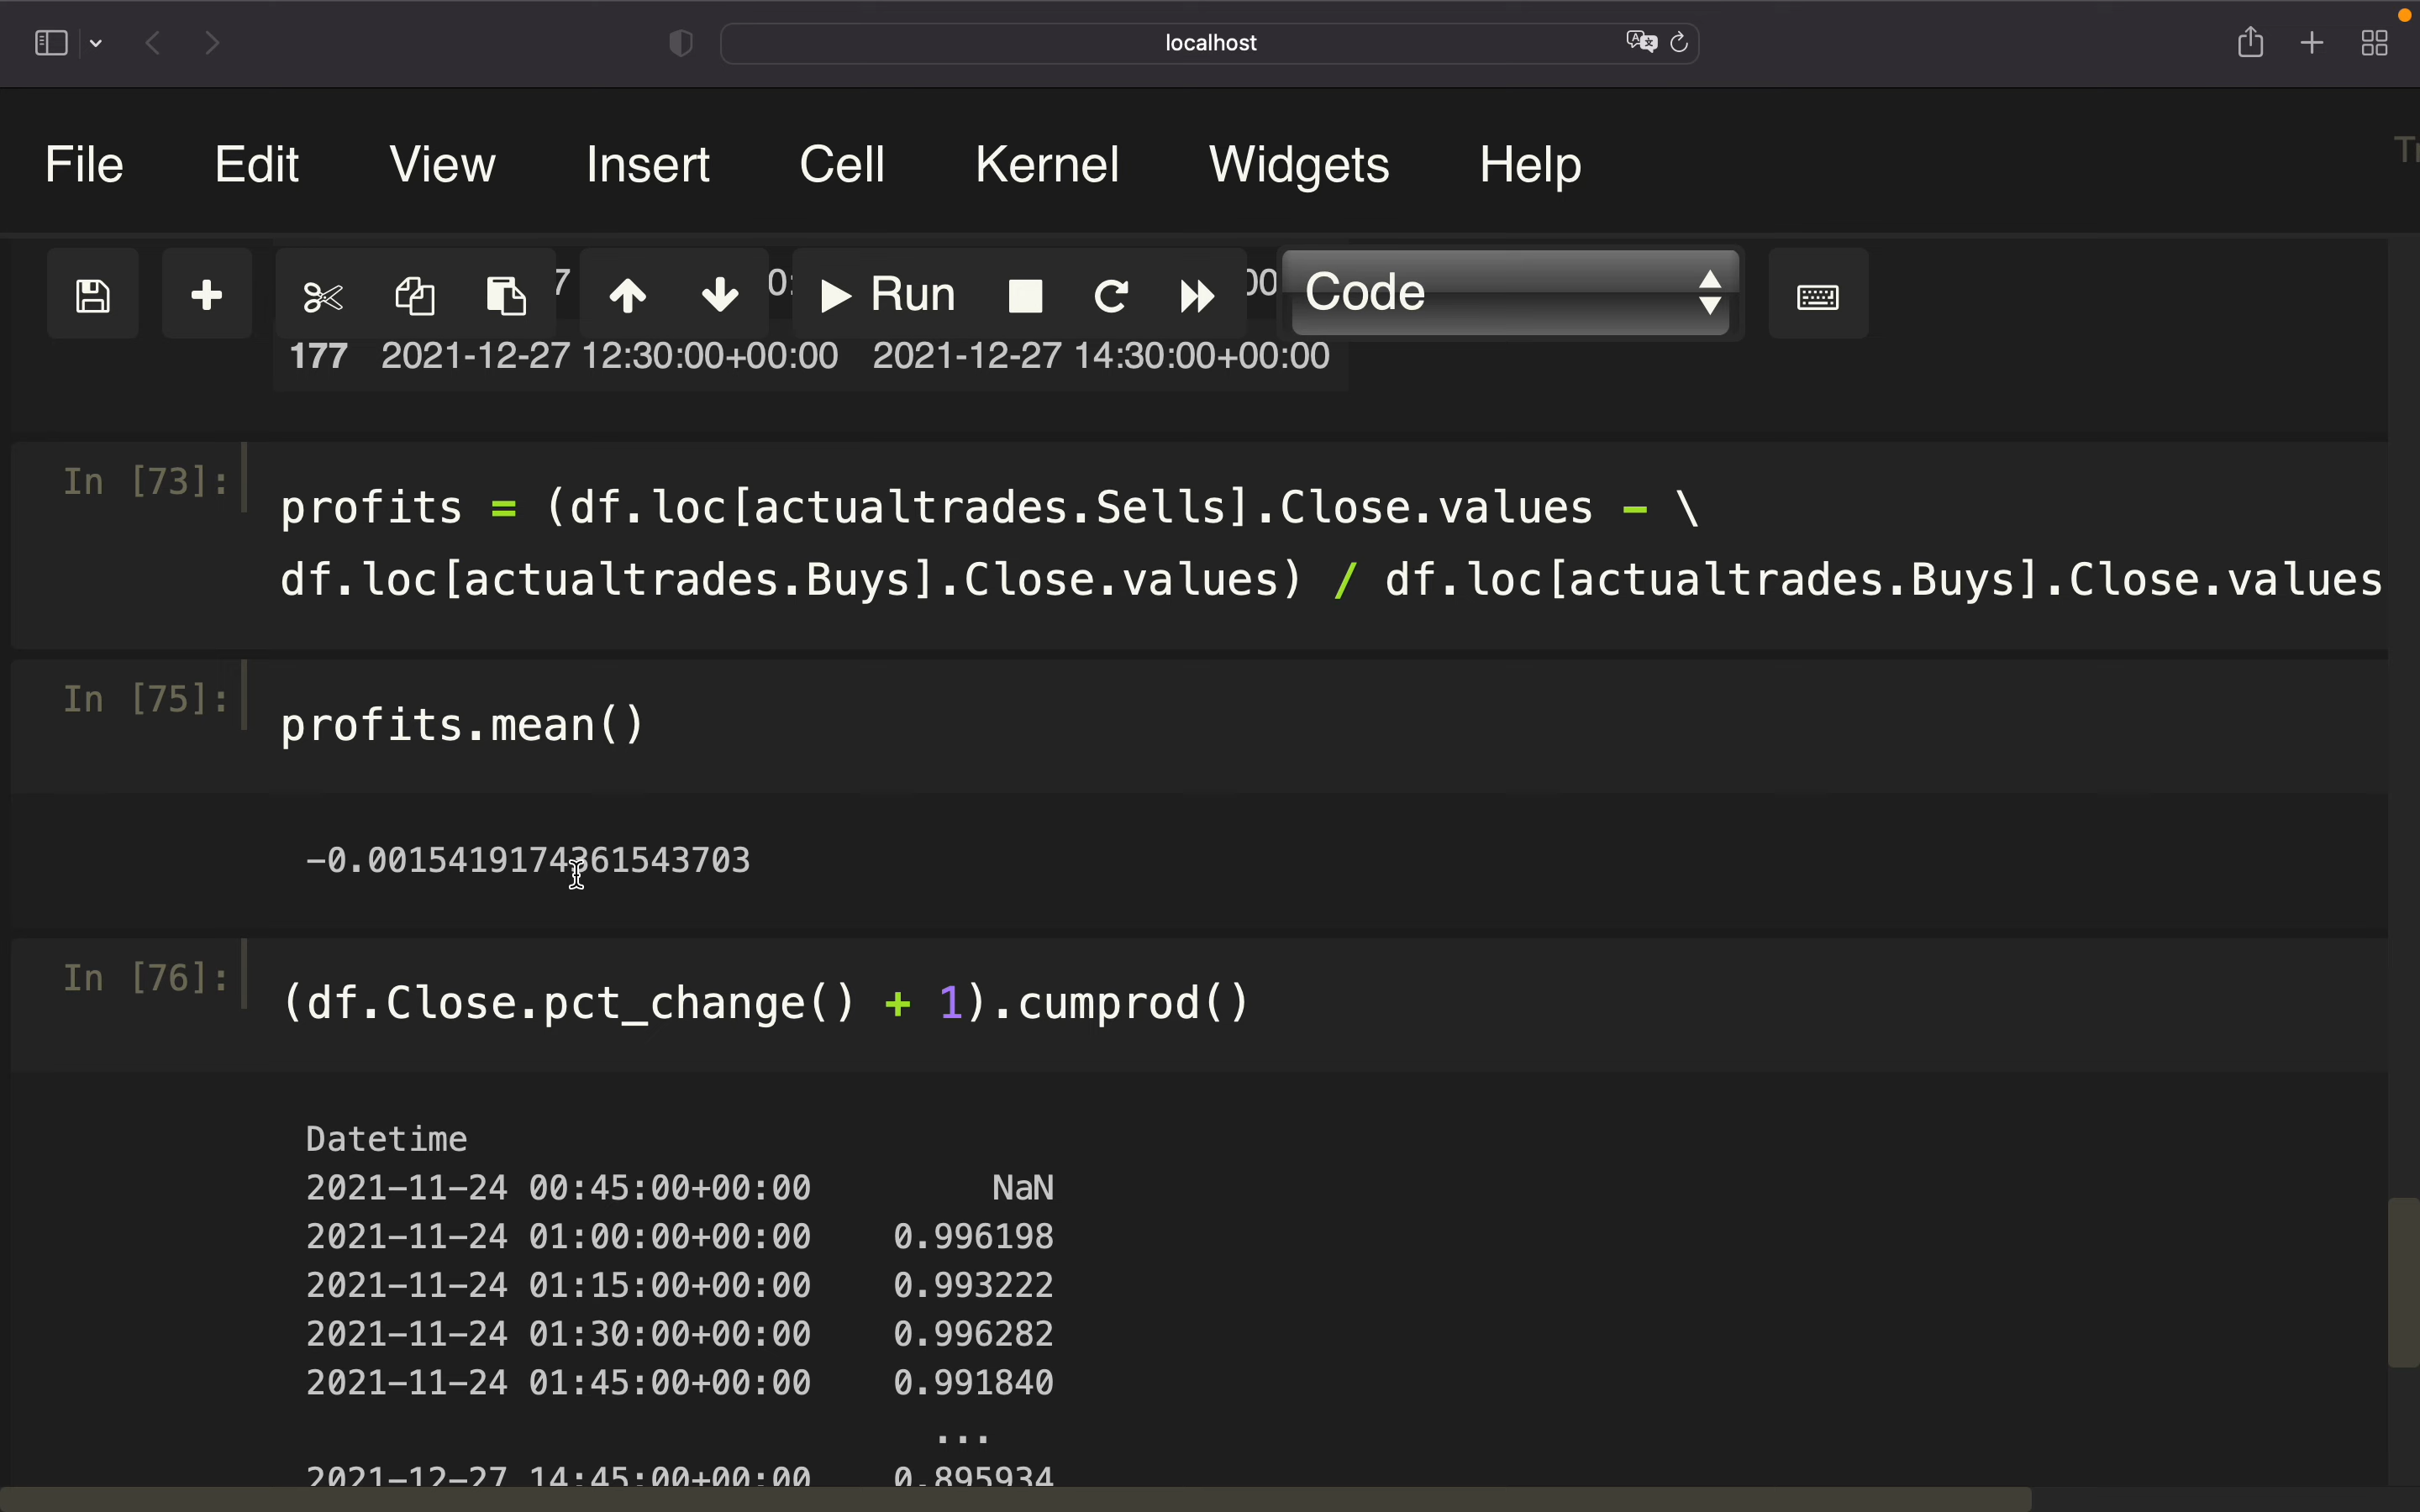 localhost
File Edit View Insert Cell Kernel Widgets Help
Run Code
177 2021-12-27 12:30:00+00:00 2021-12-27 14:30:00+00:00
In [73]: profits = (df.loc[actualtrades.Sells].Close.values - \
df.loc[actualtrades.Buys].Close.values) / df.loc[actualtrades.Buys].Close.values
In [75]: profits.mean()
-0.0015419174361543703
In [76]: (df.Close.pct_change() + 1).cumprod()
Datetime
2021-11-24 00:45:00+00:00 NaN
2021-11-24 01:00:00+00:00 0.996198
2021-11-24 01:15:00+00:00 0.993222
2021-11-24 01:30:00+00:00 0.996282
2021-11-24 01:45:00+00:00 0.991840
...
2021-12-27 14:45:00+00:00 0.895934